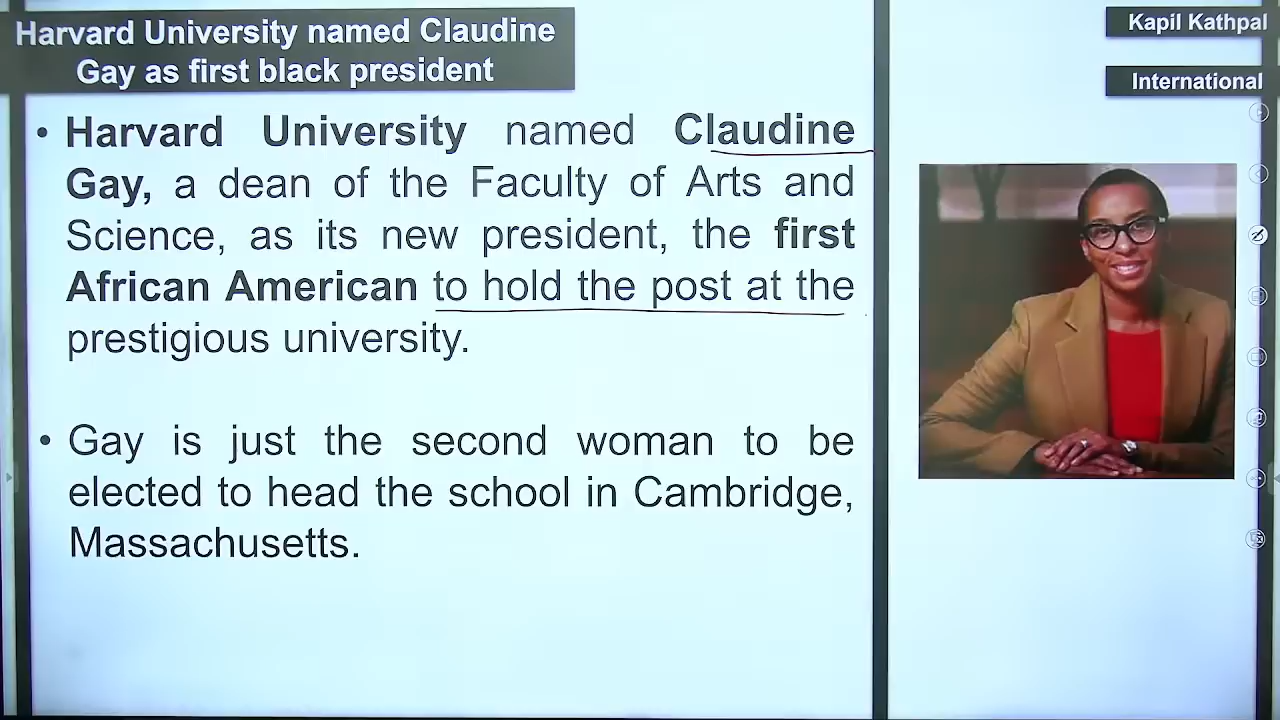 Harvard University named Claudine
Gay as first black president
Kapil Kathpal
International
• Harvard University named Claudine
Gay, a dean of the Faculty of Arts and
Science, as its new president, the first
African American to hold the post at the
prestigious university.
• Gay is just the second woman to be
elected to head the school in Cambridge,
Massachusetts.